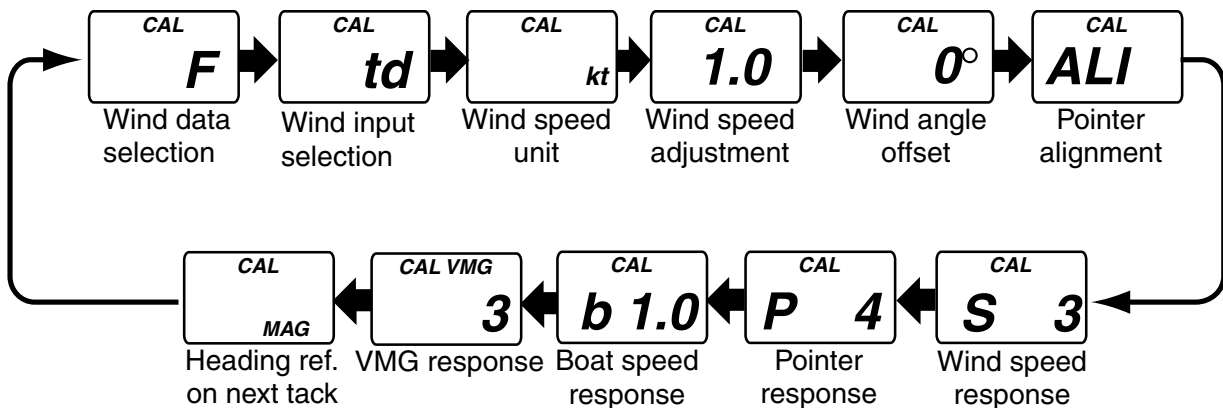 CAL CAL CAL CAL CAL CAL
F td kt 1.0 0° ALI
Wind data Wind input Wind speed Wind speed Wind angle Pointer
selection selection unit adjustment offset alignment
CAL CAL VMG CAL CAL CAL
MAG 3 b 1.0 P 4 S 3
Heading ref. VMG response Boat speed Pointer Wind speed
on next tack response response response